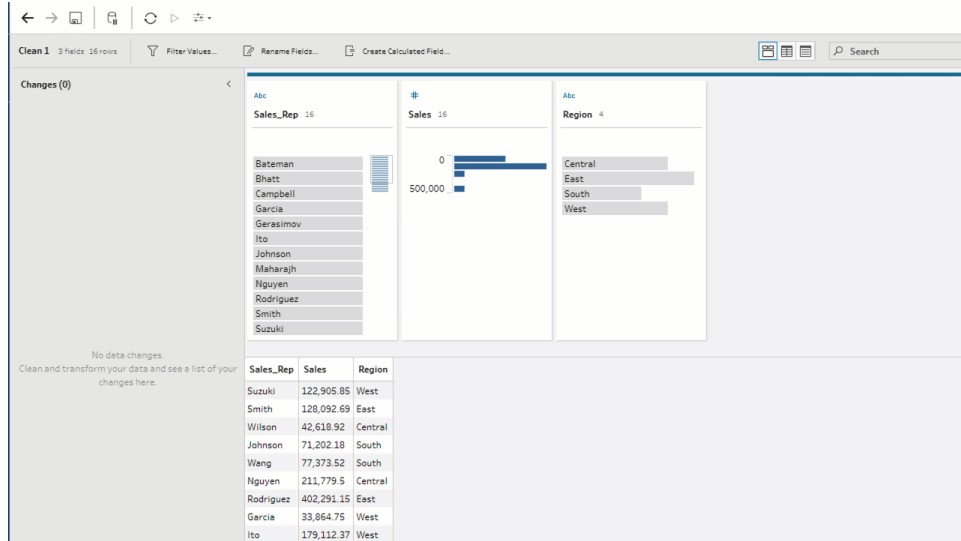 Clean 1 3 fields 16 rows Filter Values... Rename Fields... Create Calculated Field... Search
Changes (0)
No data changes.
Clean and transform your data and see a list of your
changes here.
Abc
Sales_Rep 16
Bateman
Bhatt
Campbell
Garcia
Gerasimov
Ito
Johnson
Maharajh
Nguyen
Rodriguez
Smith
Suzuki
#
Sales 16
0
500,000
Abc
Region 4
Central
East
South
West
Sales_Rep Sales Region
Suzuki 122,905.85 West
Smith 128,092.69 East
Wilson 42,618.92 Central
Johnson 71,202.18 South
Wang 77,373.52 South
Nguyen 211,779.5 Central
Rodriguez 402,291.15 East
Garcia 33,864.75 West
Ito 179,112.37 West